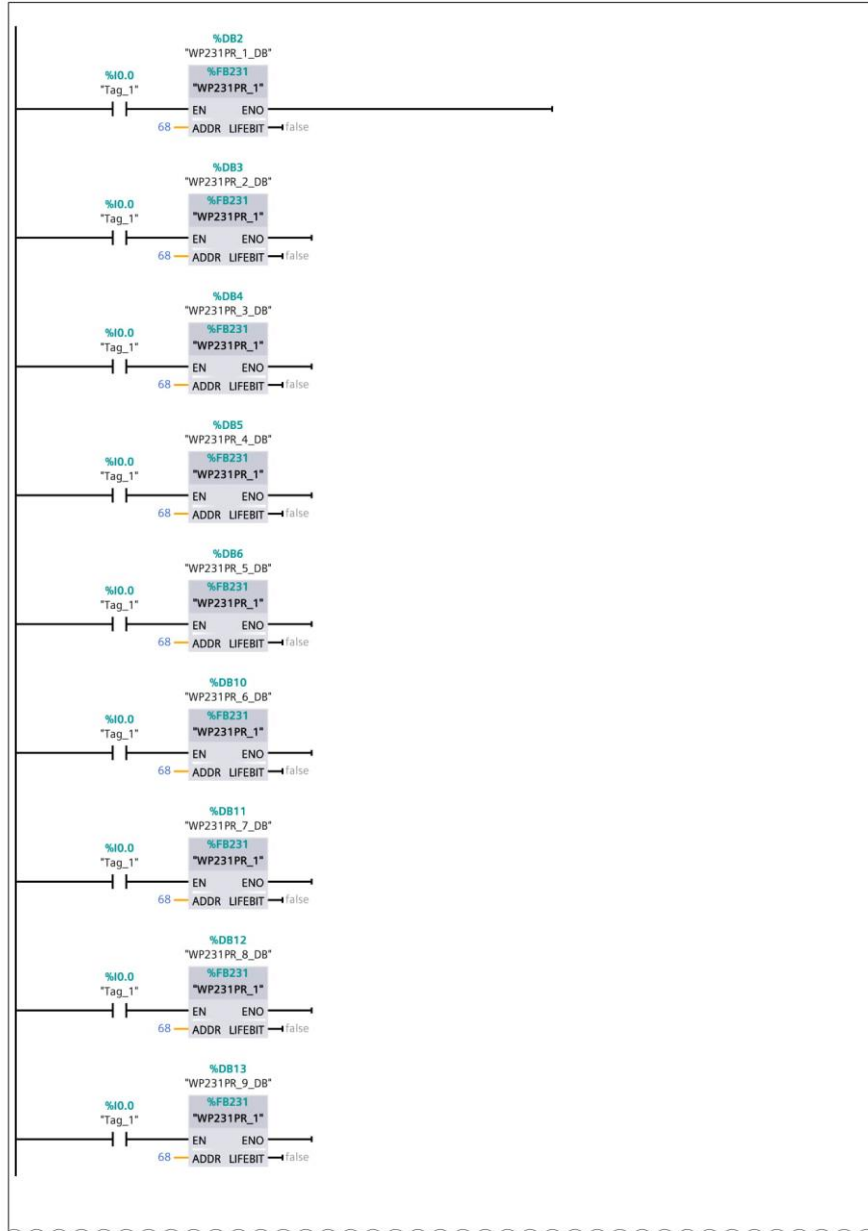 %DB2
"WP231PR_1_DB"
%FB231
"WP231PR_1"
%I0.0
"Tag_1"
EN ENO
68 ADDR LIFEBIT false
%DB3
"WP231PR_2_DB"
%FB231
"WP231PR_1"
%I0.0
"Tag_1"
EN ENO
68 ADDR LIFEBIT false
%DB4
"WP231PR_3_DB"
%FB231
"WP231PR_1"
%I0.0
"Tag_1"
EN ENO
68 ADDR LIFEBIT false
%DB5
"WP231PR_4_DB"
%FB231
"WP231PR_1"
%I0.0
"Tag_1"
EN ENO
68 ADDR LIFEBIT false
%DB6
"WP231PR_5_DB"
%FB231
"WP231PR_1"
%I0.0
"Tag_1"
EN ENO
68 ADDR LIFEBIT false
%DB10
"WP231PR_6_DB"
%FB231
"WP231PR_1"
%I0.0
"Tag_1"
EN ENO
68 ADDR LIFEBIT false
%DB11
"WP231PR_7_DB"
%FB231
"WP231PR_1"
%I0.0
"Tag_1"
EN ENO
68 ADDR LIFEBIT false
%DB12
"WP231PR_8_DB"
%FB231
"WP231PR_1"
%I0.0
"Tag_1"
EN ENO
68 ADDR LIFEBIT false
%DB13
"WP231PR_9_DB"
%FB231
"WP231PR_1"
%I0.0
"Tag_1"
EN ENO
68 ADDR LIFEBIT false